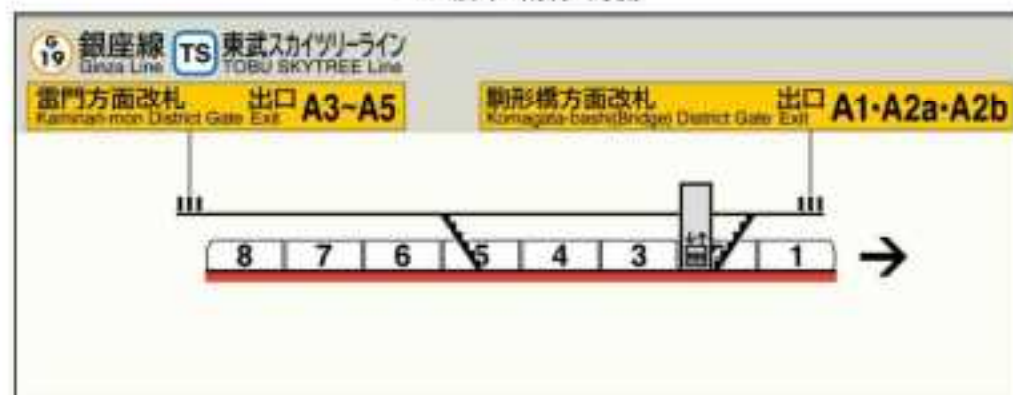 G 19 銀座線 TS 東武スカイツリーライン
Ginza Line TOBU SKYTREE Line
雷門方面改札 出口 A3~A5
Kaminari-mon District Gate Exit
駒形橋方面改札 出口 A1・A2a・A2b
Komagata-bashi(Bridge) District Gate Exit
8 7 6 5 4 3 1